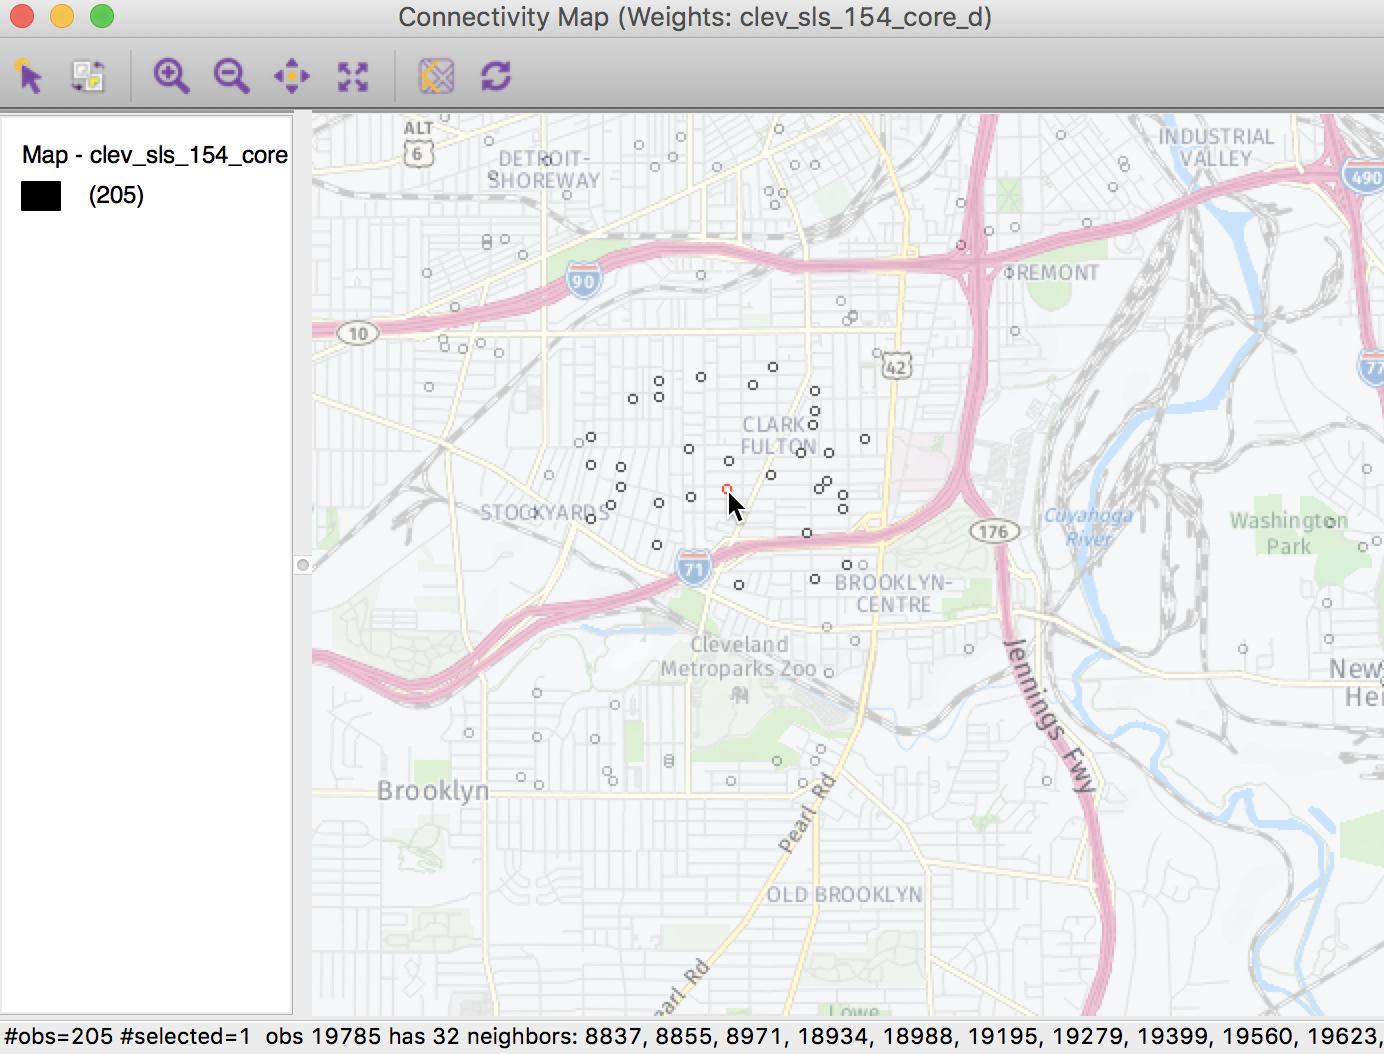 Connectivity Map (Weights: clev_sls_154_core_d)
Map - clev_sls_154_core
(205)
ALT
6
DETROIT-
SHOREWAY
INDUSTRIAL
VALLEY
490
90
TREMONT
10
42
77
CLARK
FULTON
STOCKYARDS
176
Cuyahoga
River
Washington
Park
71
BROOKLYN-
CENTRE
Cleveland
Metroparks Zoo
Jennings Fwy
New
Hei
Brooklyn
Pearl Rd
OLD BROOKLYN
earl Rd
Lowe
#obs=205 #selected=1 obs 19785 has 32 neighbors: 8837, 8855, 8971, 18934, 18988, 19195, 19279, 19399, 19560, 19623,